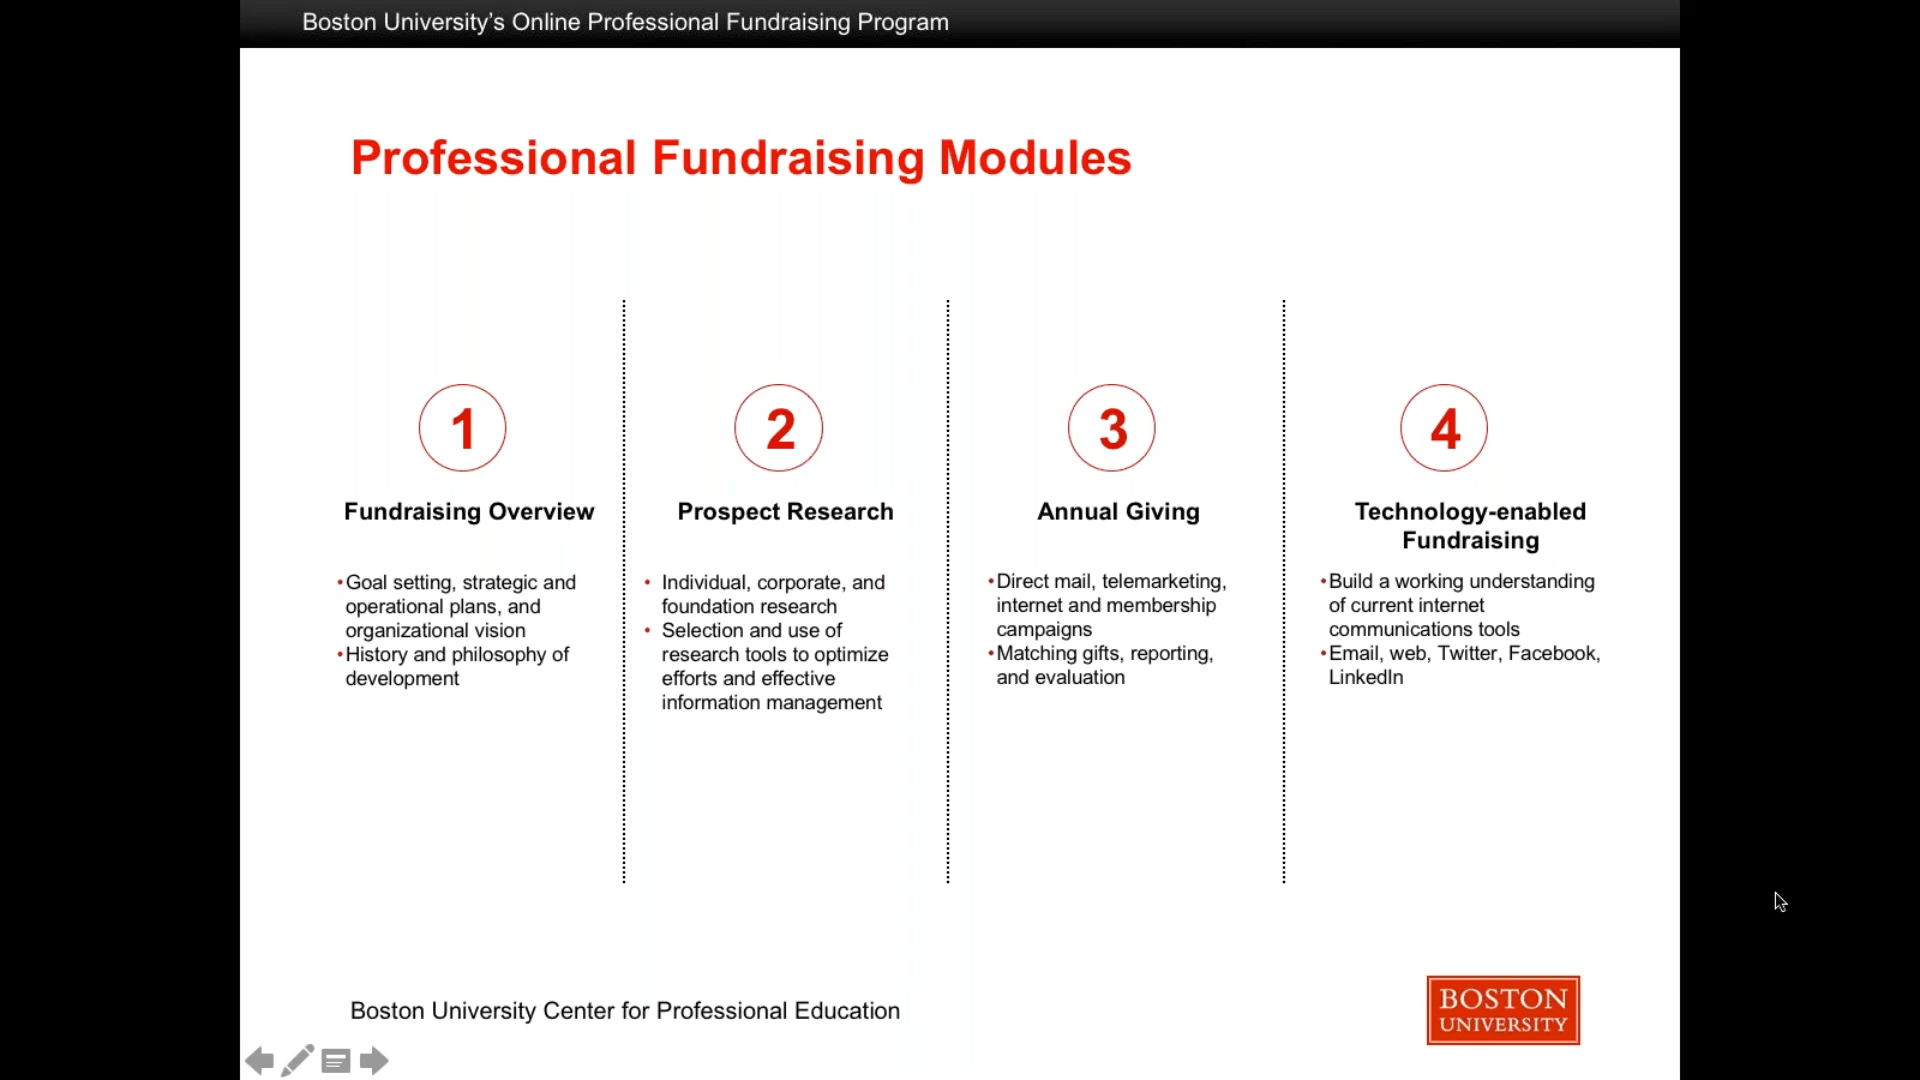 Boston University’s Online Professional Fundraising Program
Professional Fundraising Modules
1
Fundraising Overview
•Goal setting, strategic and
operational plans, and
organizational vision
•History and philosophy of
development
2
Prospect Research
• Individual, corporate, and
foundation research
• Selection and use of
research tools to optimize
efforts and effective
information management
3
Annual Giving
•Direct mail, telemarketing,
internet and membership
campaigns
•Matching gifts, reporting,
and evaluation
4
Technology-enabled
Fundraising
•Build a working understanding
of current internet
communications tools
•Email, web, Twitter, Facebook,
LinkedIn
Boston University Center for Professional Education
BOSTON
UNIVERSITY